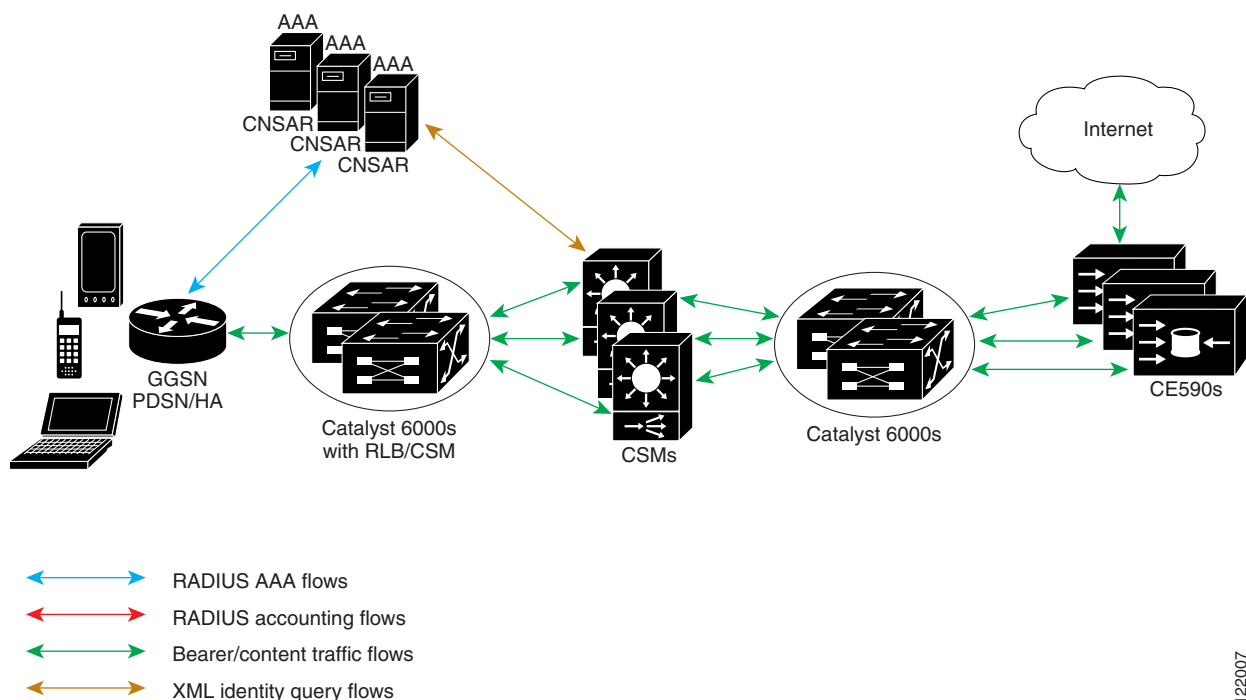 AAA
AAA
AAA
CNSAR
CNSAR
CNSAR
Internet
GGSN
PDSN/HA
Catalyst 6000s
with RLB/CSM
CSMs
Catalyst 6000s
CE590s
RADIUS AAA flows
RADIUS accounting flows
Bearer/content traffic flows
XML identity query flows
122007